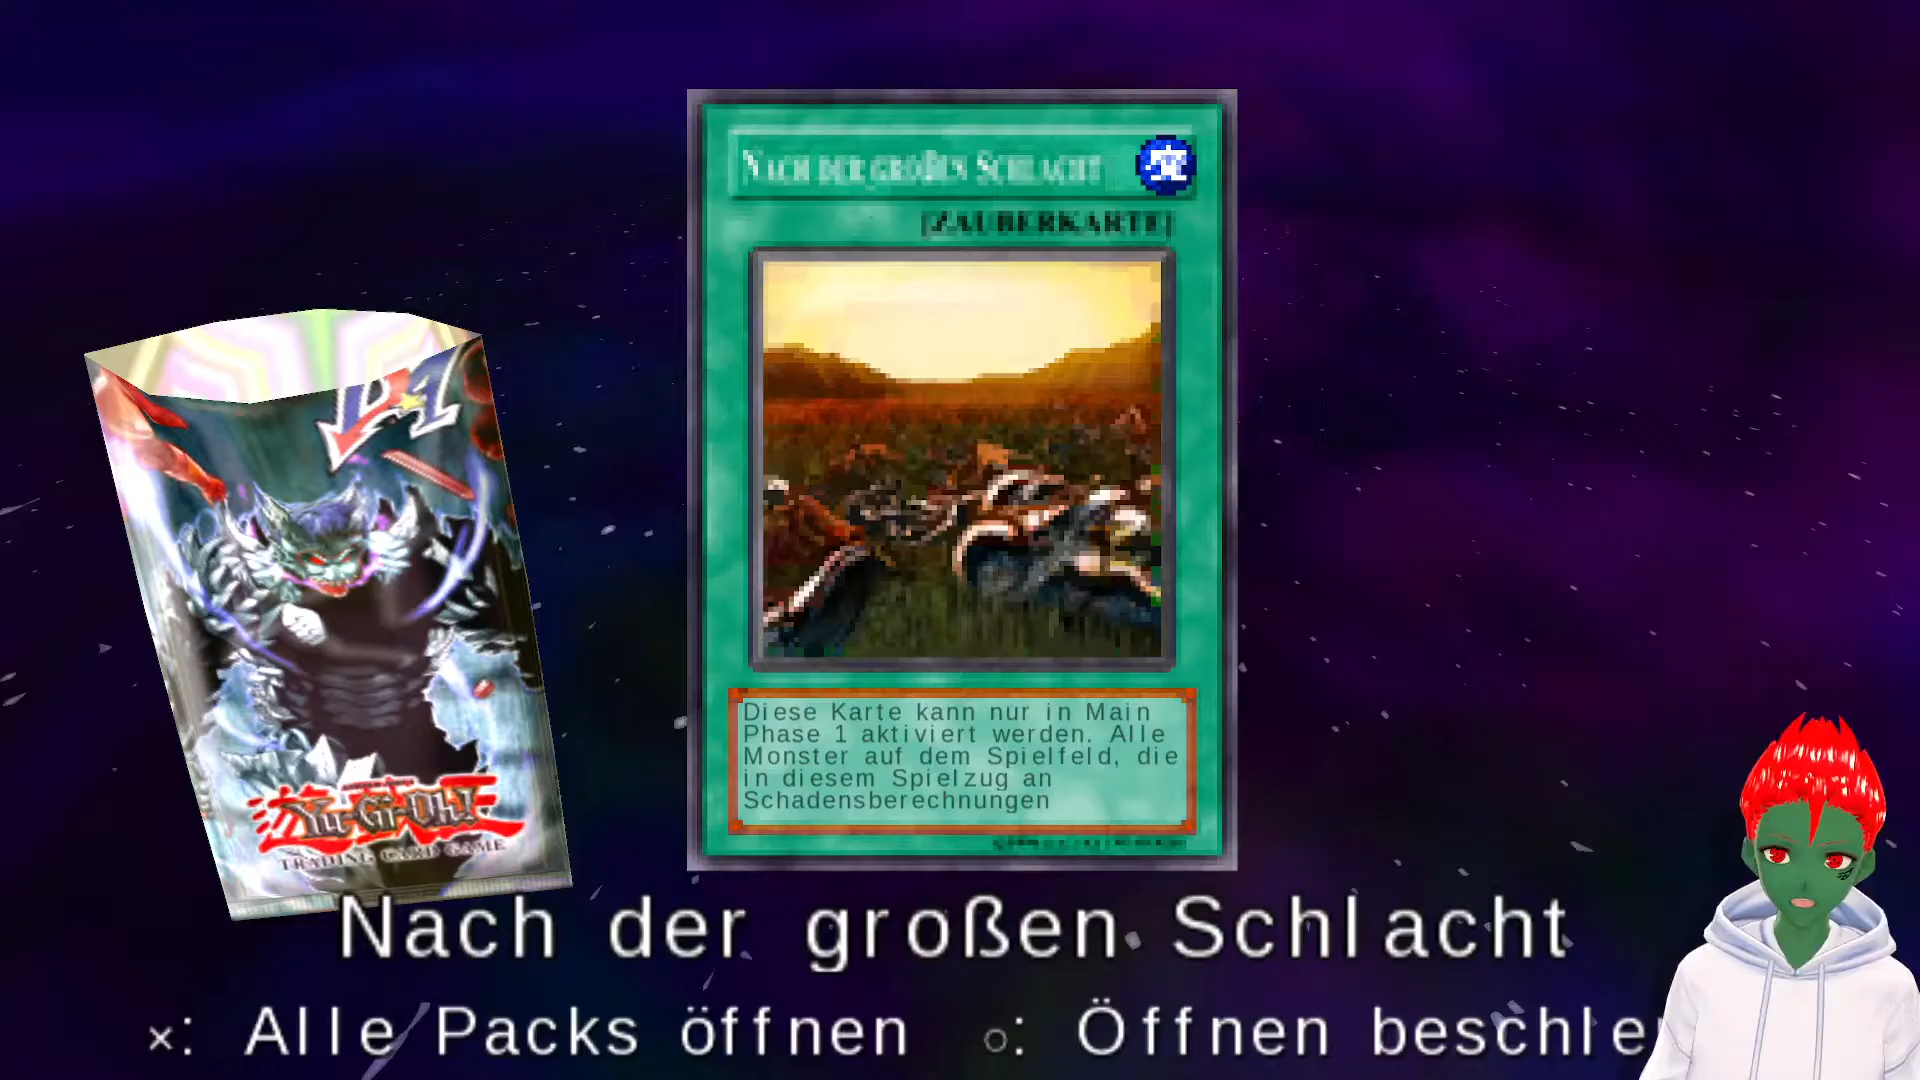 Nach der großen Schlacht
[Zauberkarte]
Diese Karte kann nur in Main
Phase 1 aktiviert werden. Alle
Monster auf dem Spielfeld, die
in diesem Spielzug an
Schadensberechnungen
Yu-Gi-Oh!
TRADING CARD GAME
Nach der großen Schlacht
×: Alle Packs öffnen ○: Öffnen beschle